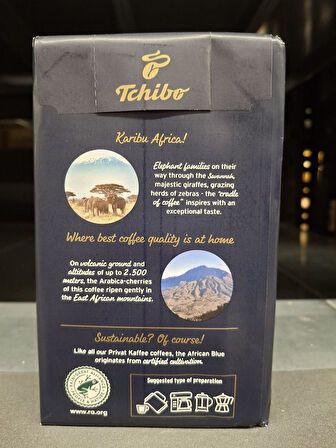 Tchibo
Karibu Africa!
Elephant families on their
way through the Savannah,
majestic giraffes, grazing
herds of zebras - the "cradle
of coffee" inspires with an
exceptional taste.
Where best coffee quality is at home
On volcanic ground and
altitudes of up to 2.500
meters, the Arabica-cherries
of this coffee ripen gently in
the East African mountains.
Sustainable? Of course!
Like all our Privat Kaffee coffees, the African Blue
originates from certified cultivation.
Suggested type of preparation
www.ra.org